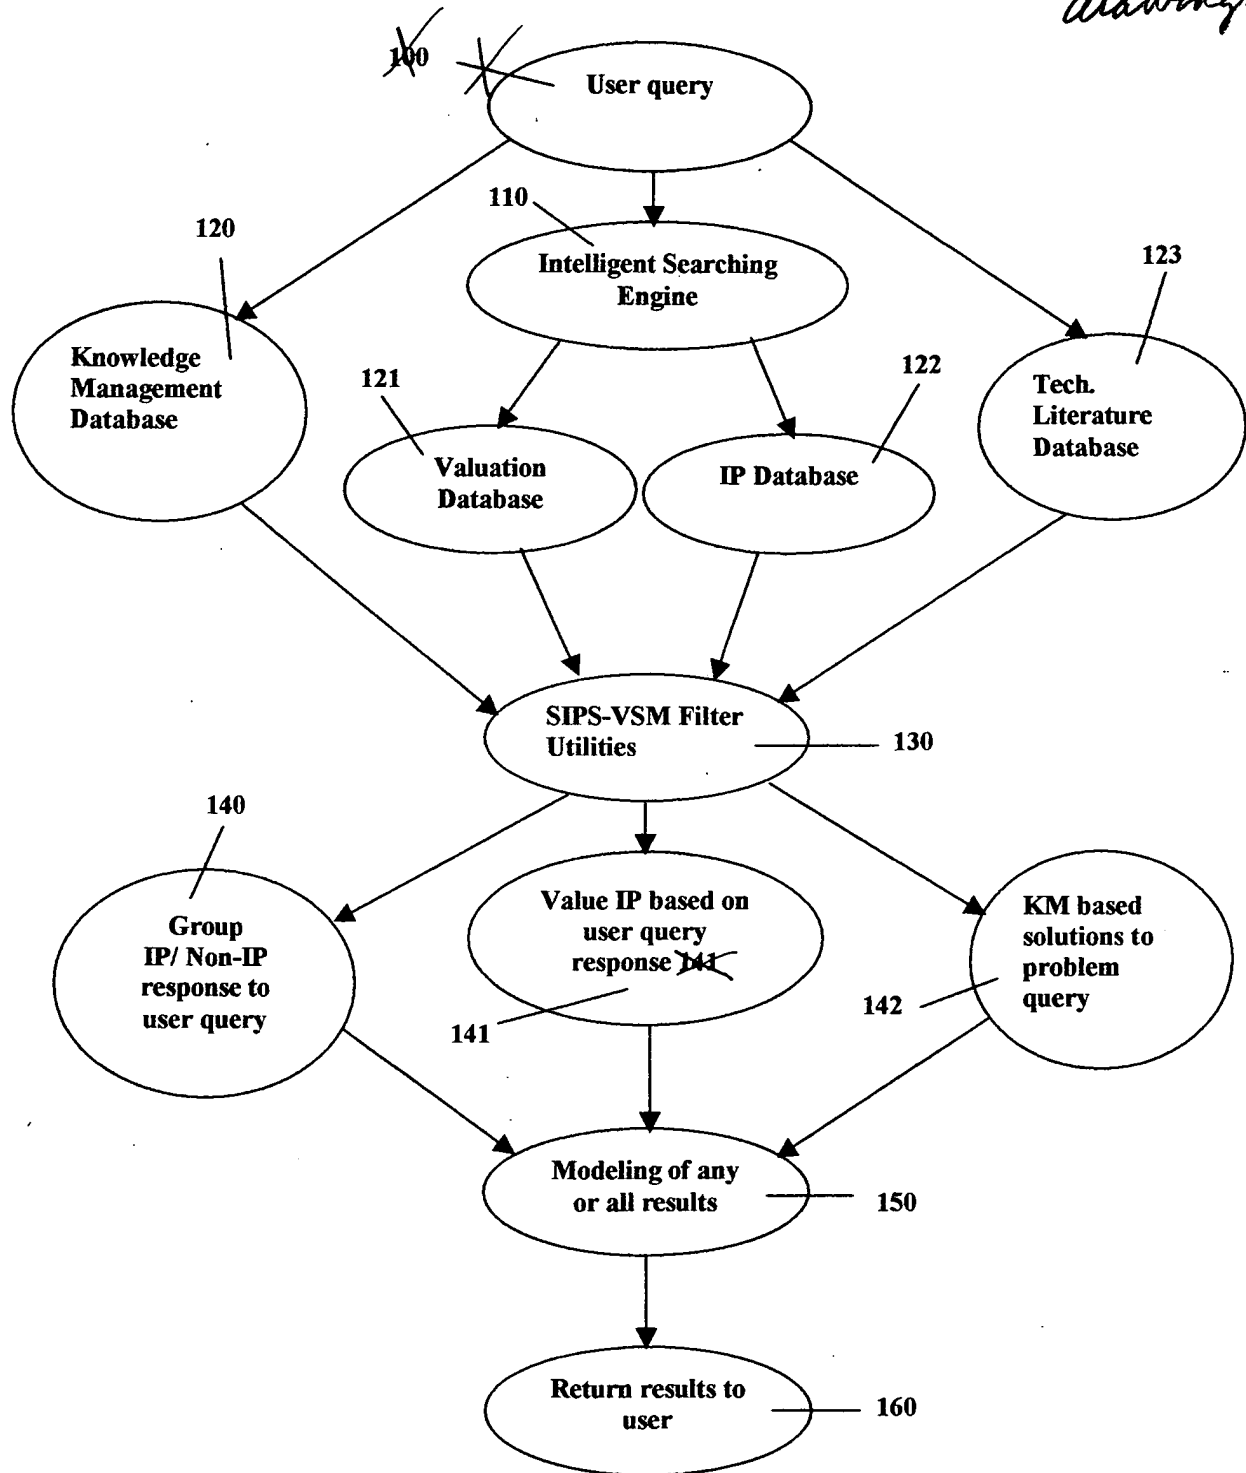 drawing
100
User query
110
Intelligent Searching
Engine
120
Knowledge
Management
Database
123
Tech.
Literature
Database
121
Valuation
Database
122
IP Database
SIPS-VSM Filter
Utilities
130
140
Group
IP/ Non-IP
response to
user query
Value IP based on
user query
response 141
141
KM based
solutions to
problem
query
142
Modeling of any
or all results
150
Return results to
user
160